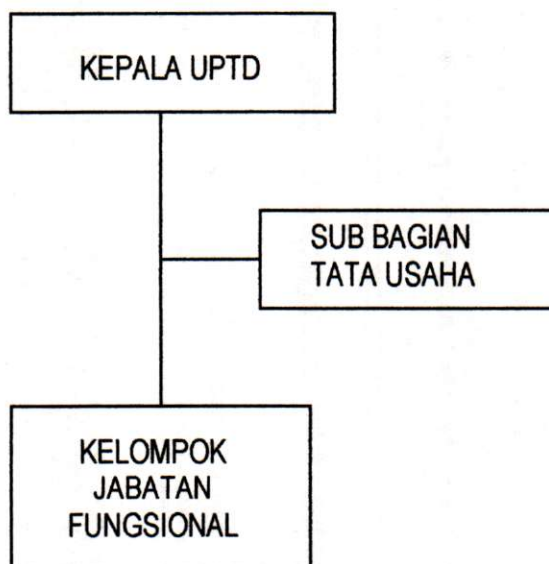 KEPALA UPTD
SUB BAGIAN
TATA USAHA
KELOMPOK
JABATAN
FUNGSIONAL